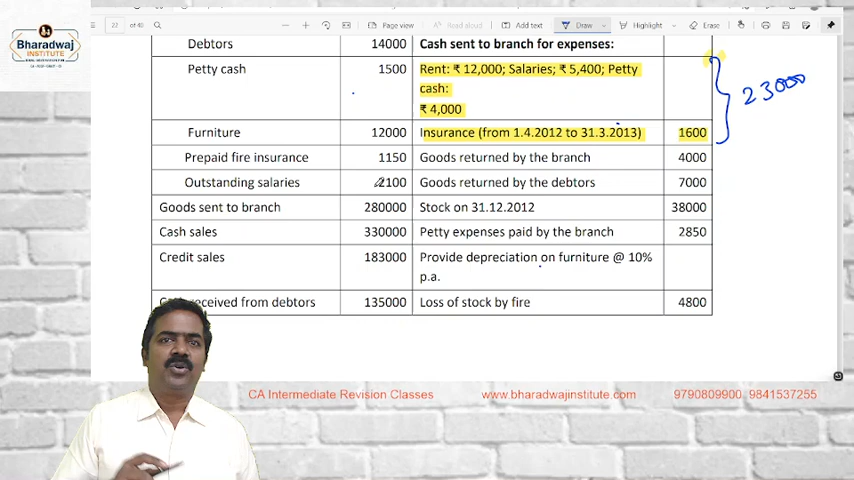 Bharadwaj
INSTITUTE
22 of 40
Page view
Read aloud
Add text
Draw
Highlight
Erase
Debtors 14000 Cash sent to branch for expenses:
Petty cash 1500 Rent: ₹ 12,000; Salaries; ₹ 5,400; Petty
cash:
₹ 4,000
23000
Furniture 12000 Insurance (from 1.4.2012 to 31.3.2013) 1600
Prepaid fire insurance 1150 Goods returned by the branch 4000
Outstanding salaries 2100 Goods returned by the debtors 7000
Goods sent to branch 280000 Stock on 31.12.2012 38000
Cash sales 330000 Petty expenses paid by the branch 2850
Credit sales 183000 Provide depreciation on furniture @ 10%
p.a.
received from debtors 135000 Loss of stock by fire 4800
CA Intermediate Revision Classes www.bharadwajinstitute.com 9790809900, 9841537255